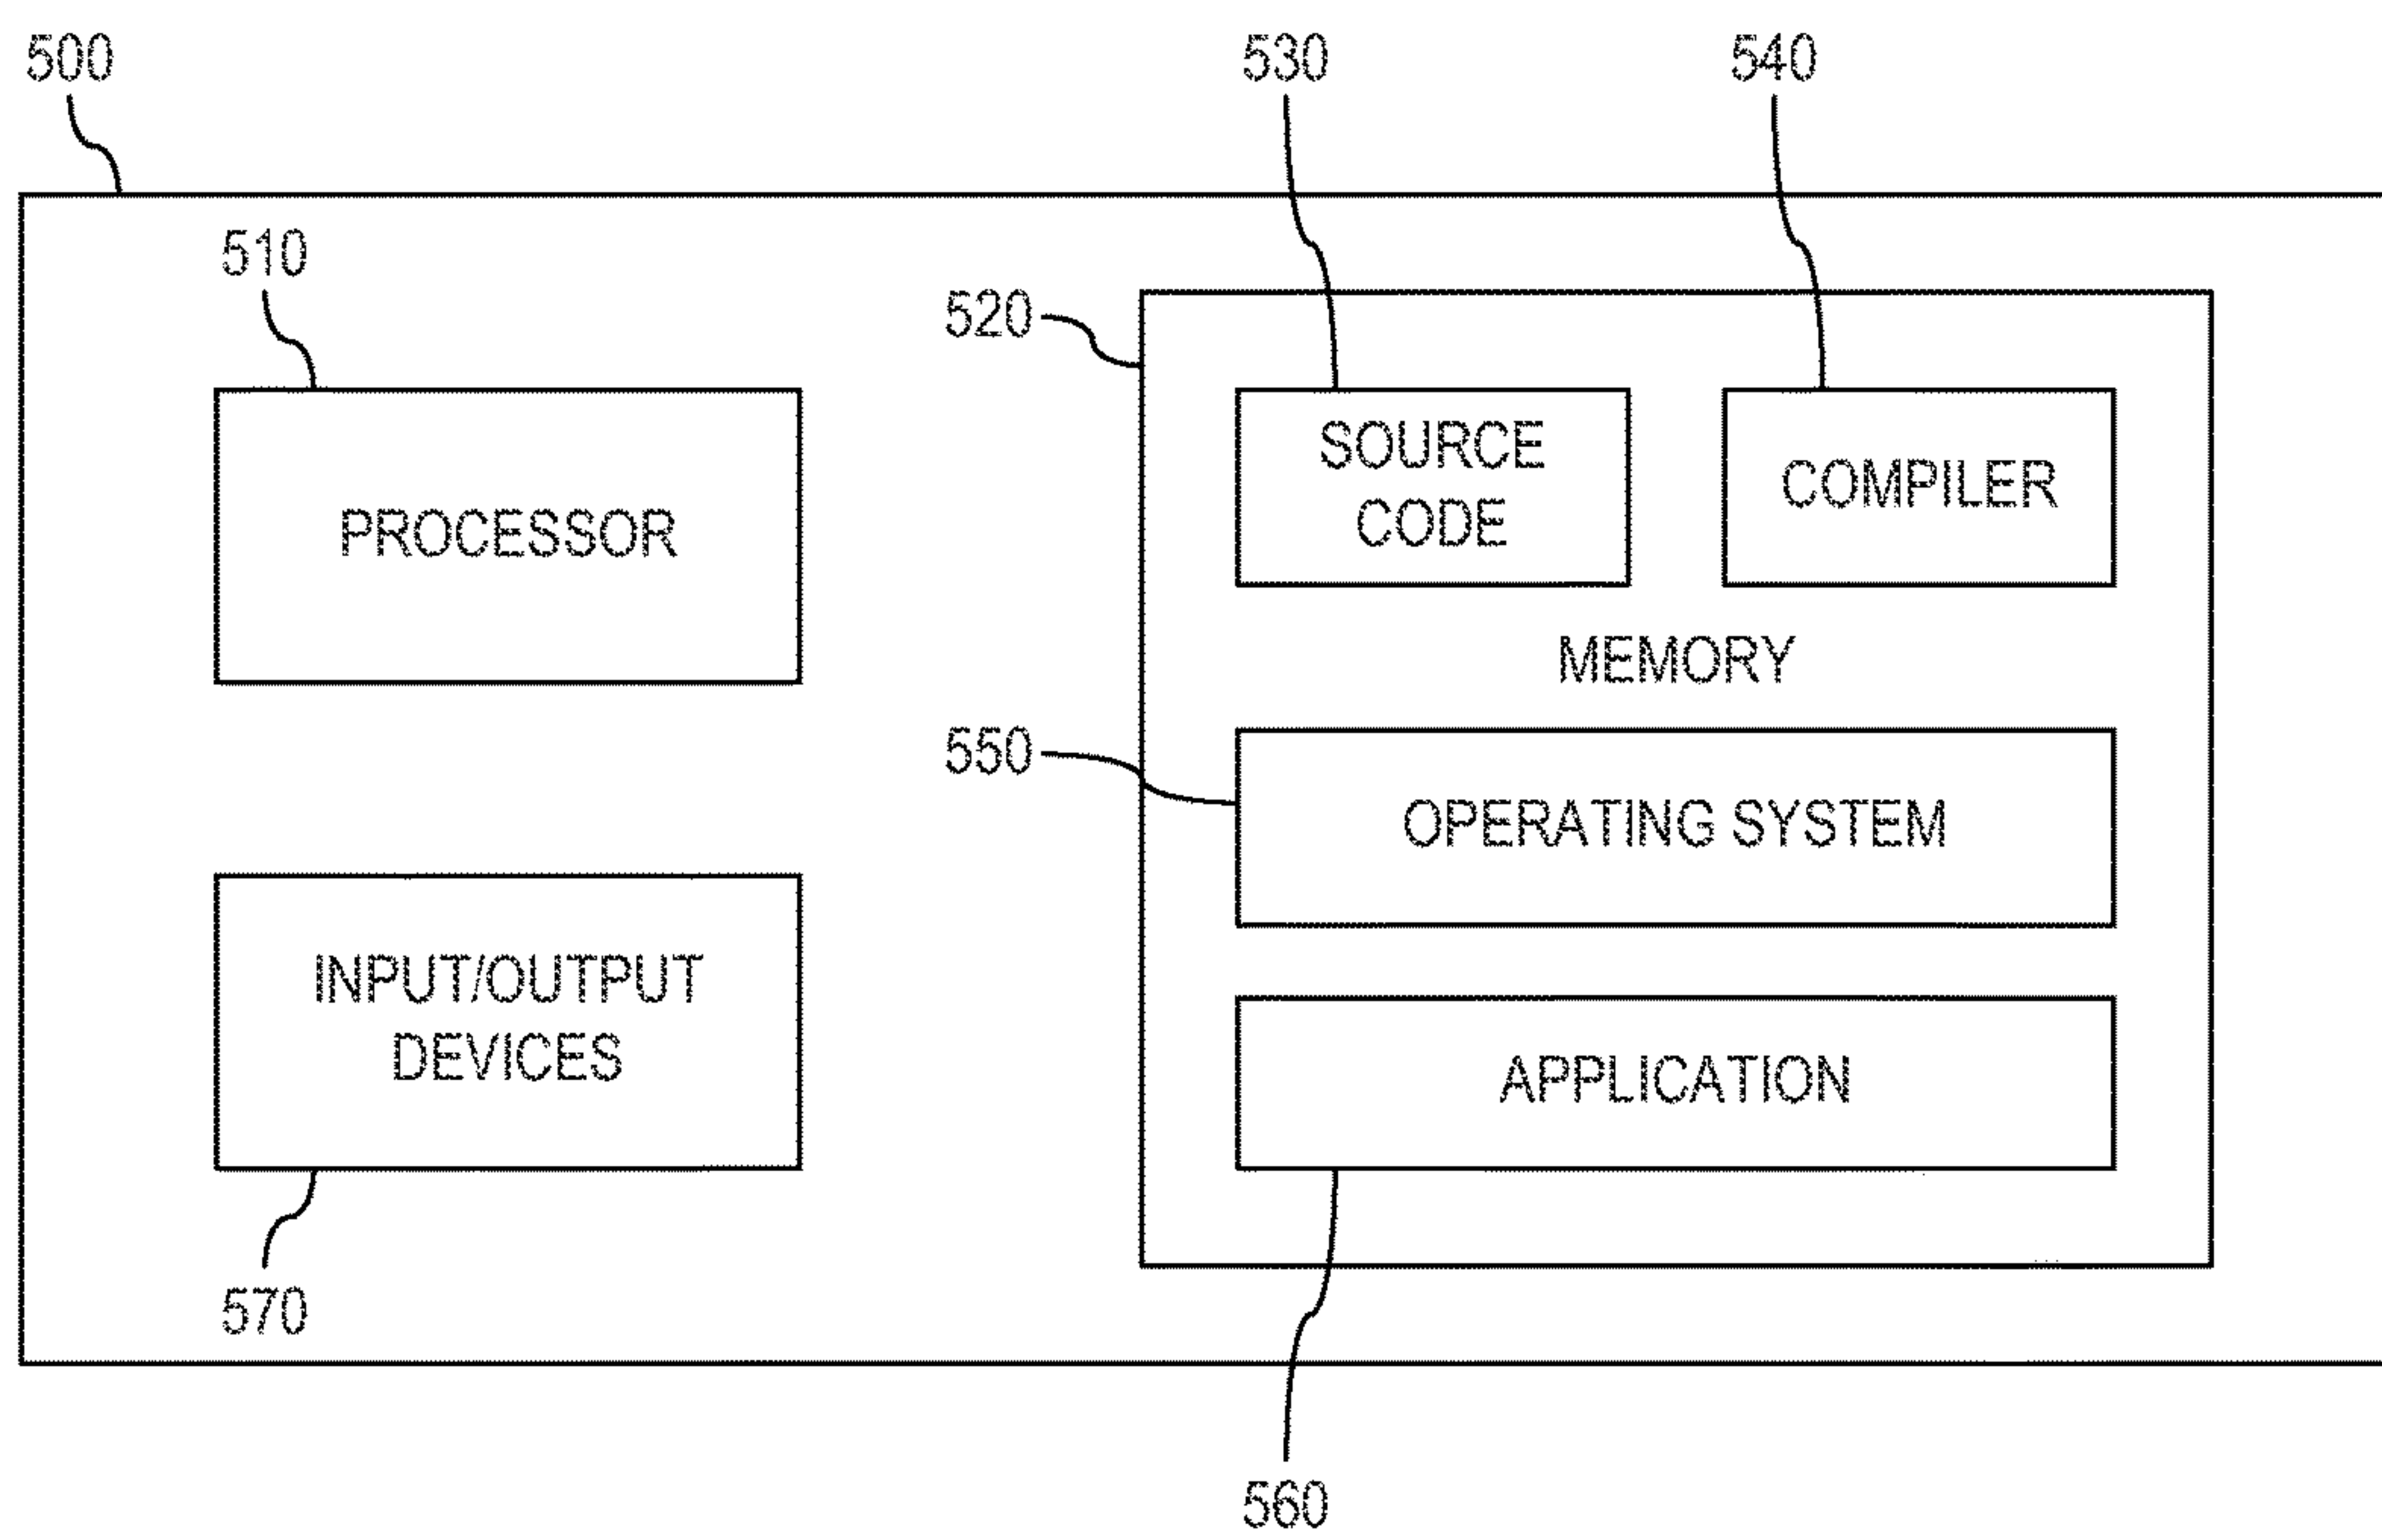 500
530
540
510
520
SOURCE
CODE
COMPILER
PROCESSOR
MEMORY
550
OPERATING SYSTEM
INPUT/OUTPUT
DEVICES
APPLICATION
570
560